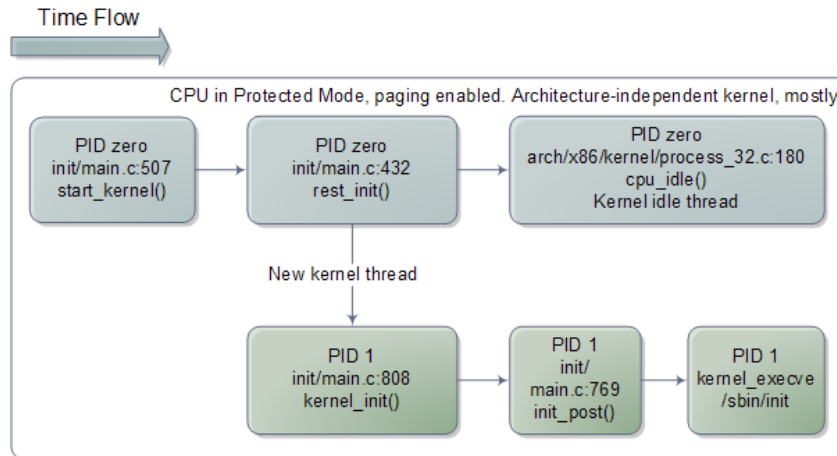 Time Flow
CPU in Protected Mode, paging enabled. Architecture-independent kernel, mostly
PID zero
init/main.c:507
start_kernel()
PID zero
init/main.c:432
rest_init()
PID zero
arch/x86/kernel/process_32.c:180
cpu_idle()
Kernel idle thread
New kernel thread
PID 1
init/main.c:808
kernel_init()
PID 1
init/
main.c:769
init_post()
PID 1
kernel_execve
/sbin/init